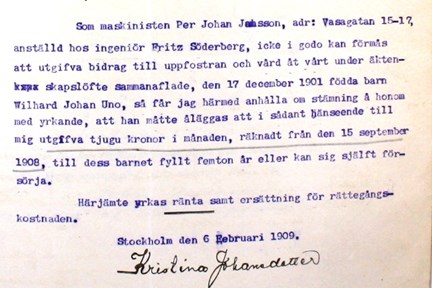 Som maskinisten Per Johan Jonsson, adr: Vasagatan 15-17,
anställd hos ingeniör Fritz Söderberg, icke i godo kan förmås
att utgifva bidrag till uppfostran och vård åt vårt under äkten-
skapslöfte sammanaflade, den 17 december 1901 födda barn
Wilhard Johan Uno, så får jag härmed anhålla om stämning å honom
med yrkande, att han måtte åläggas att i sådant hänseende till
mig utgifva tjugu kronor i månaden, räknadt från den 15 september
1908, till dess barnet fyllt femton år eller kan sig själft för-
sörja.
Härjämte yrkas ränta samt ersättning för rättegångs-
kostnaden.
Stockholm den 6 Februari 1909.
Kristina Johansdotter